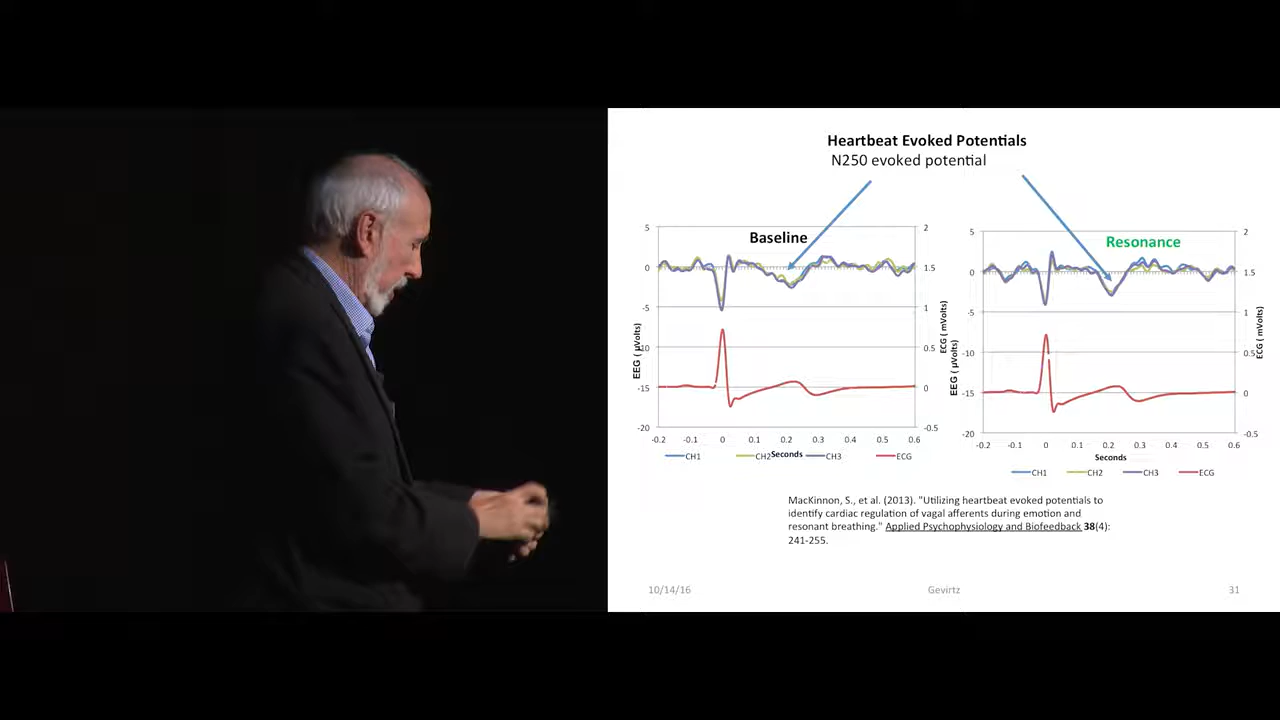 Heartbeat Evoked Potentials
N250 evoked potential
Baseline
5
0
-5
-10
-15
-20
2
1.5
1
0.5
0
-0.5
EEG ( µVolts)
ECG ( mVolts)
-0.2 -0.1 0 0.1 0.2 0.3 0.4 0.5 0.6
Seconds
CH1 CH2 CH3 ECG
Resonance
5
0
-5
-10
-15
-20
2
1.5
1
0.5
0
-0.5
EEG ( µVolts)
ECG ( mVolts)
-0.2 -0.1 0 0.1 0.2 0.3 0.4 0.5 0.6
Seconds
CH1 CH2 CH3 ECG
MacKinnon, S., et al. (2013). "Utilizing heartbeat evoked potentials to
identify cardiac regulation of vagal afferents during emotion and
resonant breathing." Applied Psychophysiology and Biofeedback 38(4):
241-255.
10/14/16 Gevirtz 31